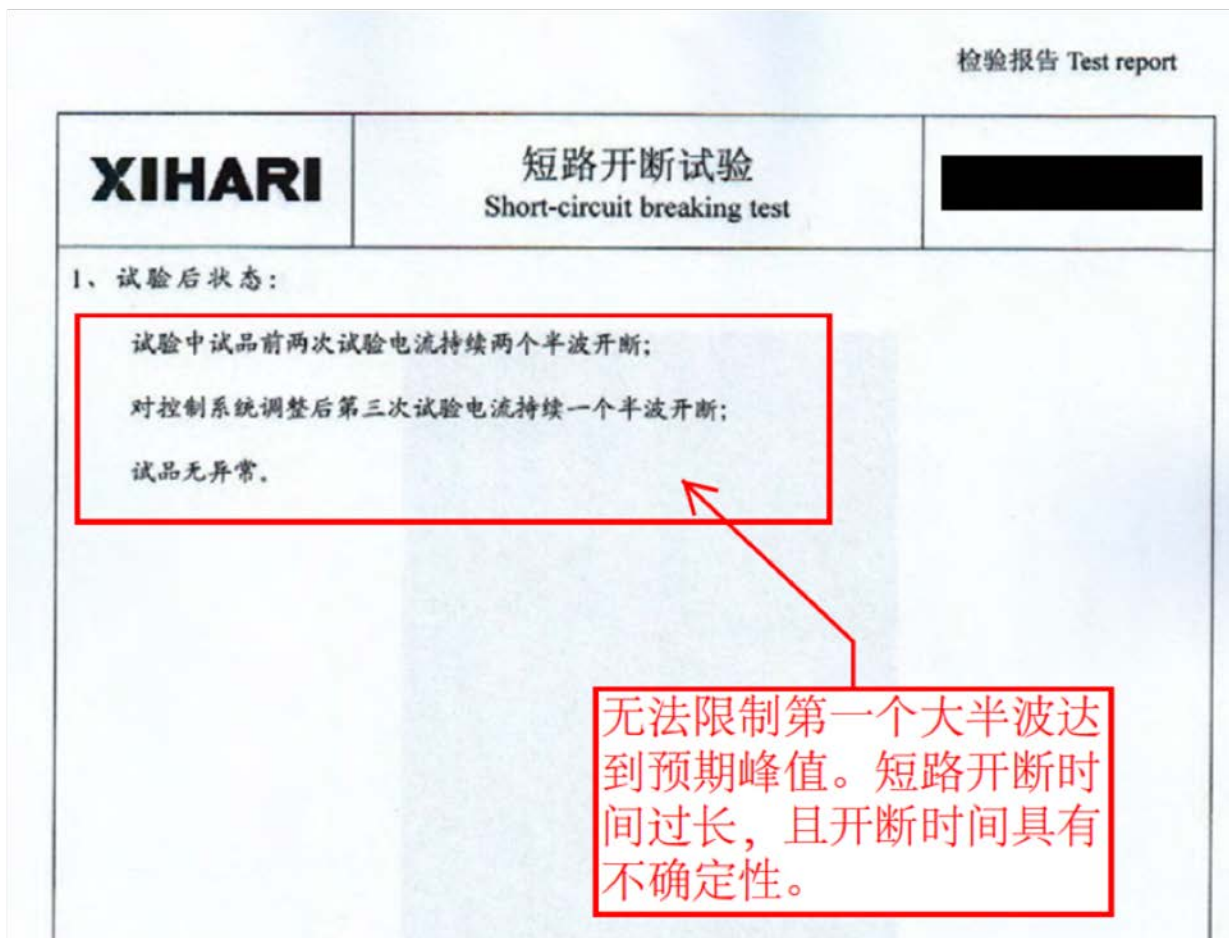 检验报告 Test report
XIHARI
短路开断试验
Short-circuit breaking test
1、试验后状态：
试验中试品前两次试验电流持续两个半波开断；
对控制系统调整后第三次试验电流持续一个半波开断；
试品无异常。
无法限制第一个大半波达
到预期峰值。短路开断时
间过长，且开断时间具有
不确定性。